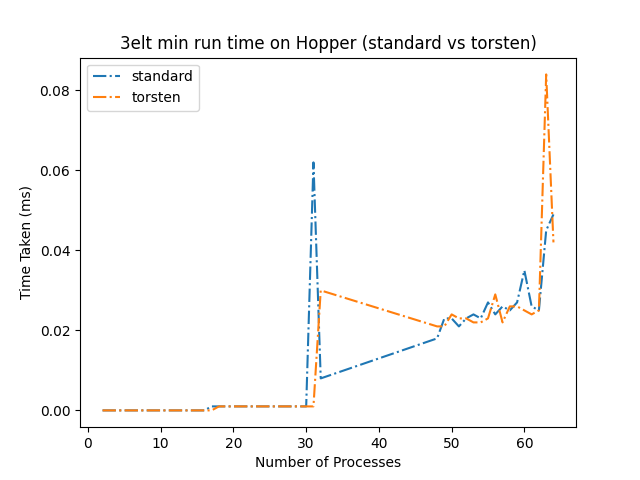 3elt min run time on Hopper (standard vs torsten)
standard
torsten
Time Taken (ms)
0.08
0.06
0.04
0.02
0.00
0 10 20 30 40 50 60
Number of Processes